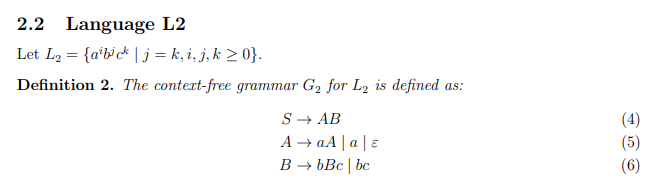 2.2 Language L2
Let L₂ = {aⁱbʲcᵏ | j = k, i, j, k ≥ 0}.
Definition 2. The context-free grammar G₂ for L₂ is defined as:
S → AB (4)
A → aA | a | ε (5)
B → bBc | bc (6)